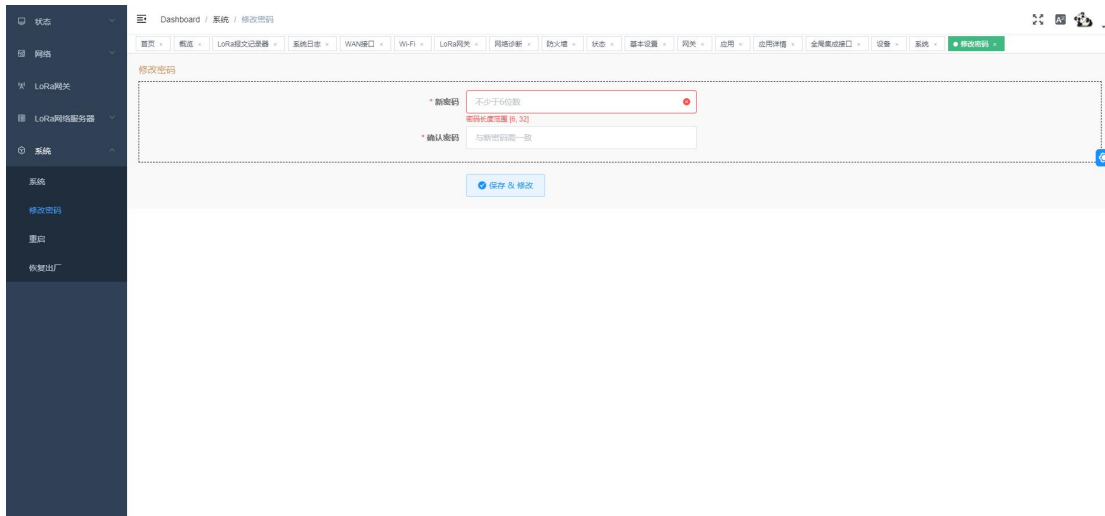 状态
网络
LoRa网关
LoRa网络服务器
系统
系统
修改密码
重启
恢复出厂
Dashboard / 系统 / 修改密码
首页 × 概览 × LoRa报文记录器 × 系统日志 × WAN接口 × Wi-Fi × LoRa网关 × 网络诊断 × 防火墙 × 状态 × 基本设置 × 网关 × 应用 × 应用详情 × 全局集成接口 × 设备 × 系统 × 修改密码 ×
修改密码
* 新密码 不少于6位数
密码长度范围 [6, 32]
* 确认密码 与新密码需一致
保存 & 修改